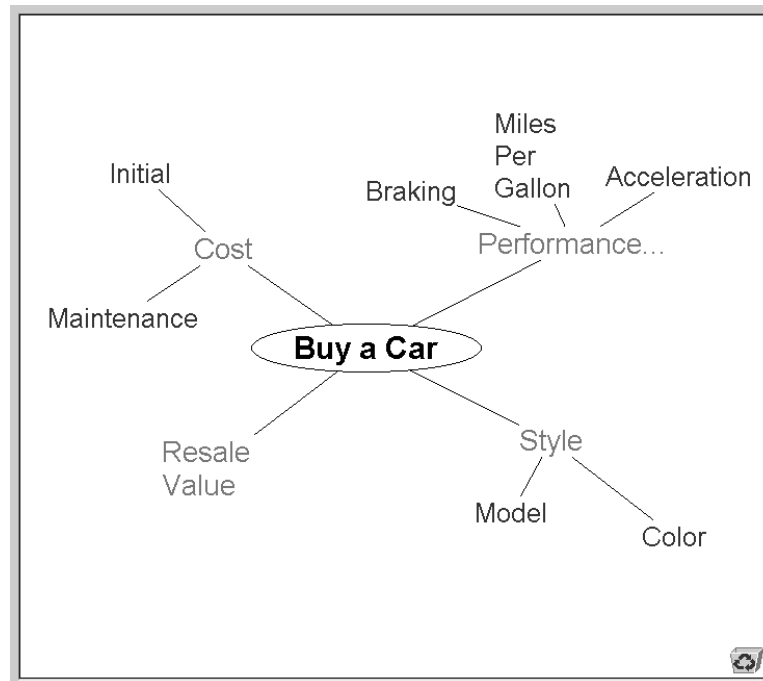 Miles
Per
Gallon
Initial
Braking
Acceleration
Cost
Performance...
Maintenance
Buy a Car
Resale
Value
Style
Model
Color